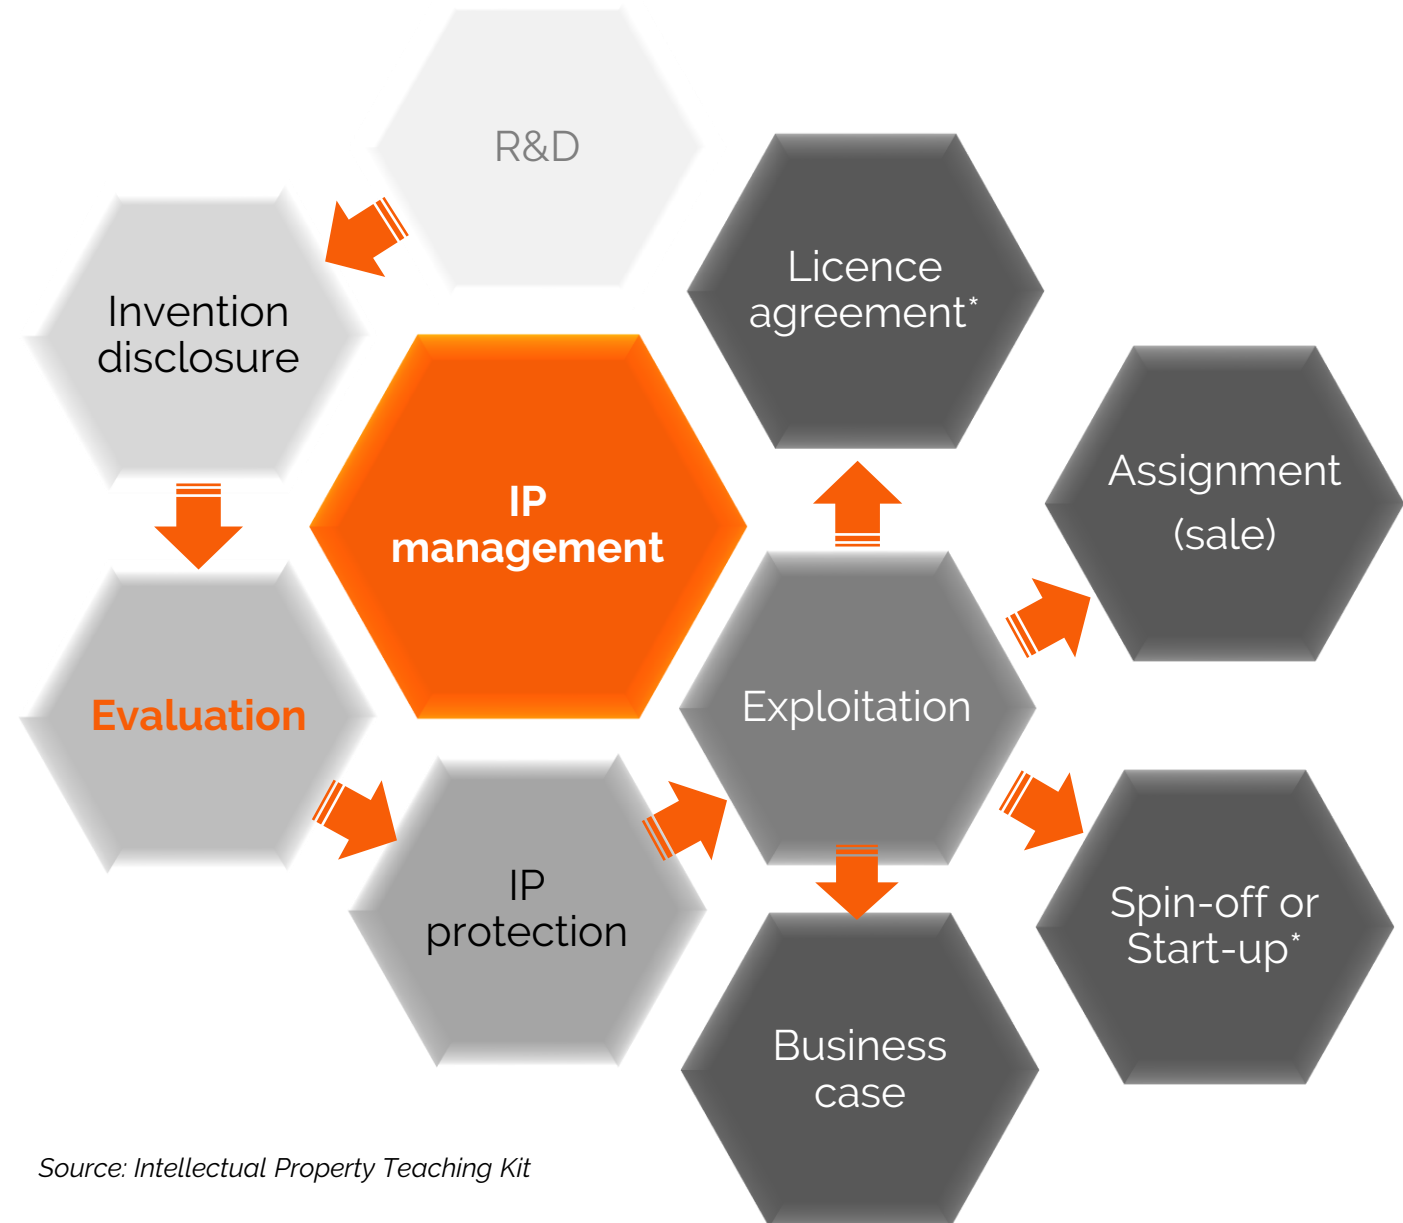 R&D
Invention
disclosure
Licence
agreement*
IP
management
Assignment
(sale)
Evaluation
Exploitation
IP
protection
Spin-off or
Start-up*
Business
case
Source: Intellectual Property Teaching Kit